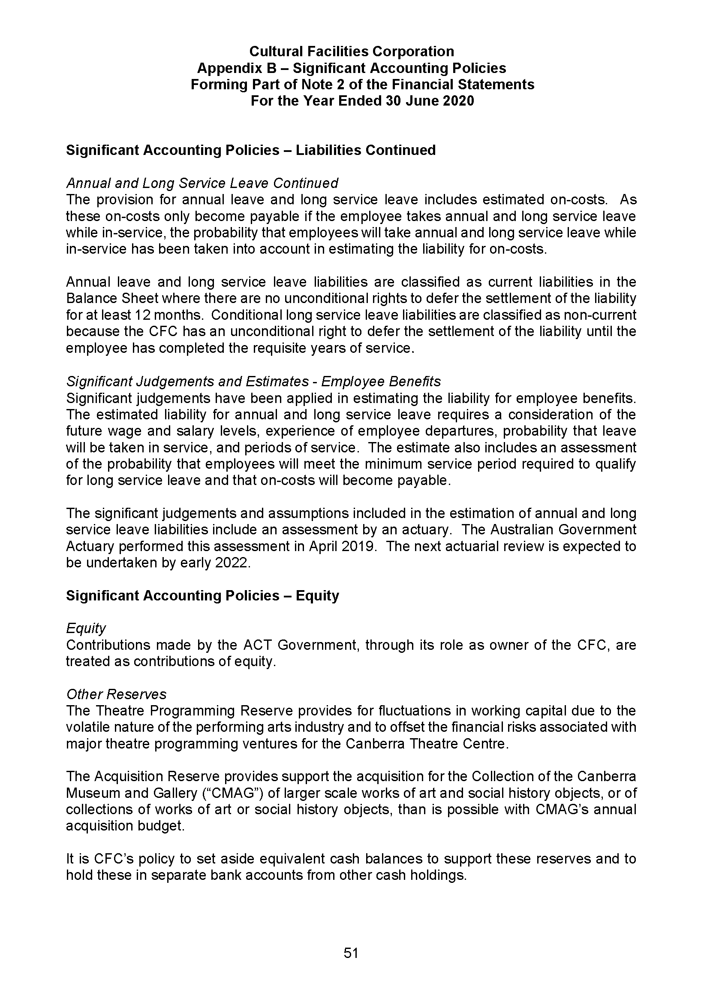 Cultural Facilities Corporation
Appendix B – Significant Accounting Policies
Forming Part of Note 2 of the Financial Statements
For the Year Ended 30 June 2020
Significant Accounting Policies – Liabilities Continued
Annual and Long Service Leave Continued
The provision for annual leave and long service leave includes estimated on-costs. As
these on-costs only become payable if the employee takes annual and long service leave
while in-service, the probability that employees will take annual and long service leave while
in-service has been taken into account in estimating the liability for on-costs.
Annual leave and long service leave liabilities are classified as current liabilities in the
Balance Sheet where there are no unconditional rights to defer the settlement of the liability
for at least 12 months. Conditional long service leave liabilities are classified as non-current
because the CFC has an unconditional right to defer the settlement of the liability until the
employee has completed the requisite years of service.
Significant Judgements and Estimates - Employee Benefits
Significant judgements have been applied in estimating the liability for employee benefits.
The estimated liability for annual and long service leave requires a consideration of the
future wage and salary levels, experience of employee departures, probability that leave
will be taken in service, and periods of service. The estimate also includes an assessment
of the probability that employees will meet the minimum service period required to qualify
for long service leave and that on-costs will become payable.
The significant judgements and assumptions included in the estimation of annual and long
service leave liabilities include an assessment by an actuary. The Australian Government
Actuary performed this assessment in April 2019. The next actuarial review is expected to
be undertaken by early 2022.
Significant Accounting Policies – Equity
Equity
Contributions made by the ACT Government, through its role as owner of the CFC, are
treated as contributions of equity.
Other Reserves
The Theatre Programming Reserve provides for fluctuations in working capital due to the
volatile nature of the performing arts industry and to offset the financial risks associated with
major theatre programming ventures for the Canberra Theatre Centre.
The Acquisition Reserve provides support the acquisition for the Collection of the Canberra
Museum and Gallery (“CMAG”) of larger scale works of art and social history objects, or of
collections of works of art or social history objects, than is possible with CMAG’s annual
acquisition budget.
It is CFC’s policy to set aside equivalent cash balances to support these reserves and to
hold these in separate bank accounts from other cash holdings.
51